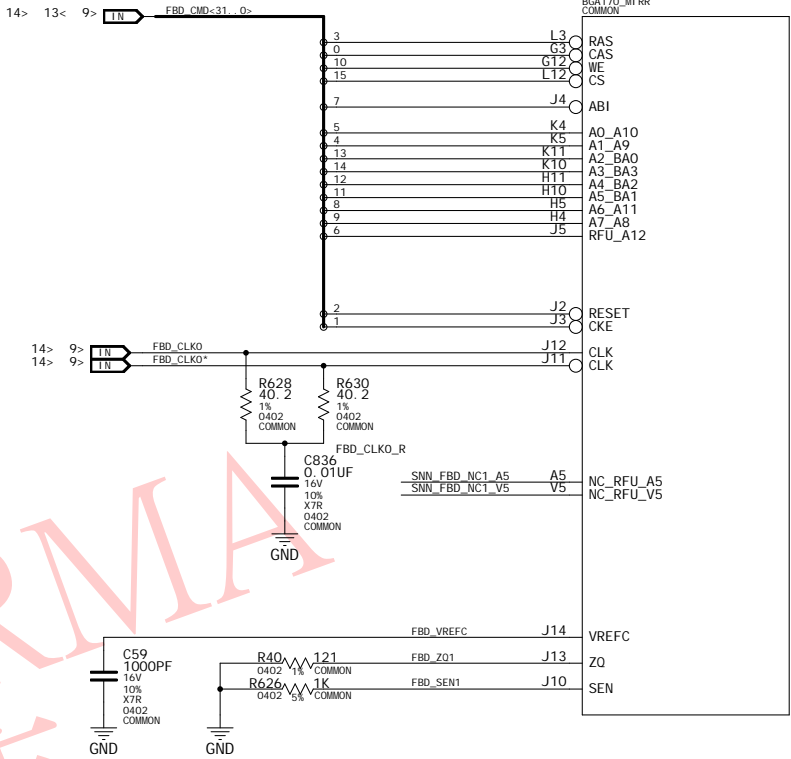 BGA170_MIRR
COMMON
14> 13< 9> IN FBD_CMD<31..0>
3 L3 RAS
0 G3 CAS
10 G12 WE
15 L12 CS
7 J4 ABI
5 K4 A0_A10
4 K5 A1_A9
13 K11 A2_BA0
14 K10 A3_BA3
12 H11 A4_BA2
11 H10 A5_BA1
8 H5 A6_A11
9 H4 A7_A8
6 J5 RFU_A12
2 J2 RESET
1 J3 CKE
14> 9> IN FBD_CLK0 J12 CLK
14> 9> IN FBD_CLK0* J11 CLK
R628
40.2
1%
0402
COMMON
R630
40.2
1%
0402
COMMON
FBD_CLK0_R
C836
0.01UF
16V
10%
X7R
0402
COMMON
GND
SNN_FBD_NC1_A5 A5 NC_RFU_A5
SNN_FBD_NC1_V5 V5 NC_RFU_V5
RMA
FBD_VREFC J14 VREFC
C59
1000PF
16V
10%
X7R
0402
COMMON
GND
R40 121 FBD_ZQ1 J13 ZQ
0402 1% COMMON
R626 1K FBD_SEN1 J10 SEN
0402 5% COMMON
GND